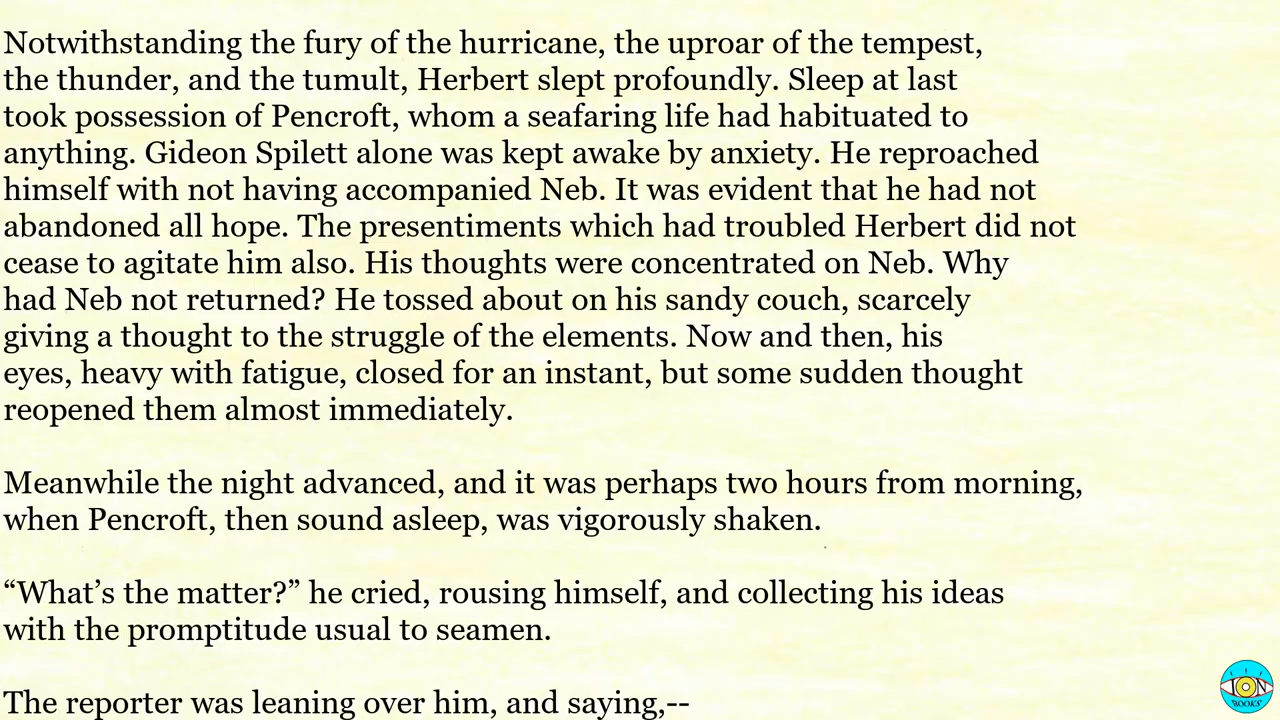 Notwithstanding the fury of the hurricane, the uproar of the tempest,
the thunder, and the tumult, Herbert slept profoundly. Sleep at last
took possession of Pencroft, whom a seafaring life had habituated to
anything. Gideon Spilett alone was kept awake by anxiety. He reproached
himself with not having accompanied Neb. It was evident that he had not
abandoned all hope. The presentiments which had troubled Herbert did not
cease to agitate him also. His thoughts were concentrated on Neb. Why
had Neb not returned? He tossed about on his sandy couch, scarcely
giving a thought to the struggle of the elements. Now and then, his
eyes, heavy with fatigue, closed for an instant, but some sudden thought
reopened them almost immediately.
Meanwhile the night advanced, and it was perhaps two hours from morning,
when Pencroft, then sound asleep, was vigorously shaken.
“What’s the matter?” he cried, rousing himself, and collecting his ideas
with the promptitude usual to seamen.
The reporter was leaning over him, and saying,--
ION
BOOKS